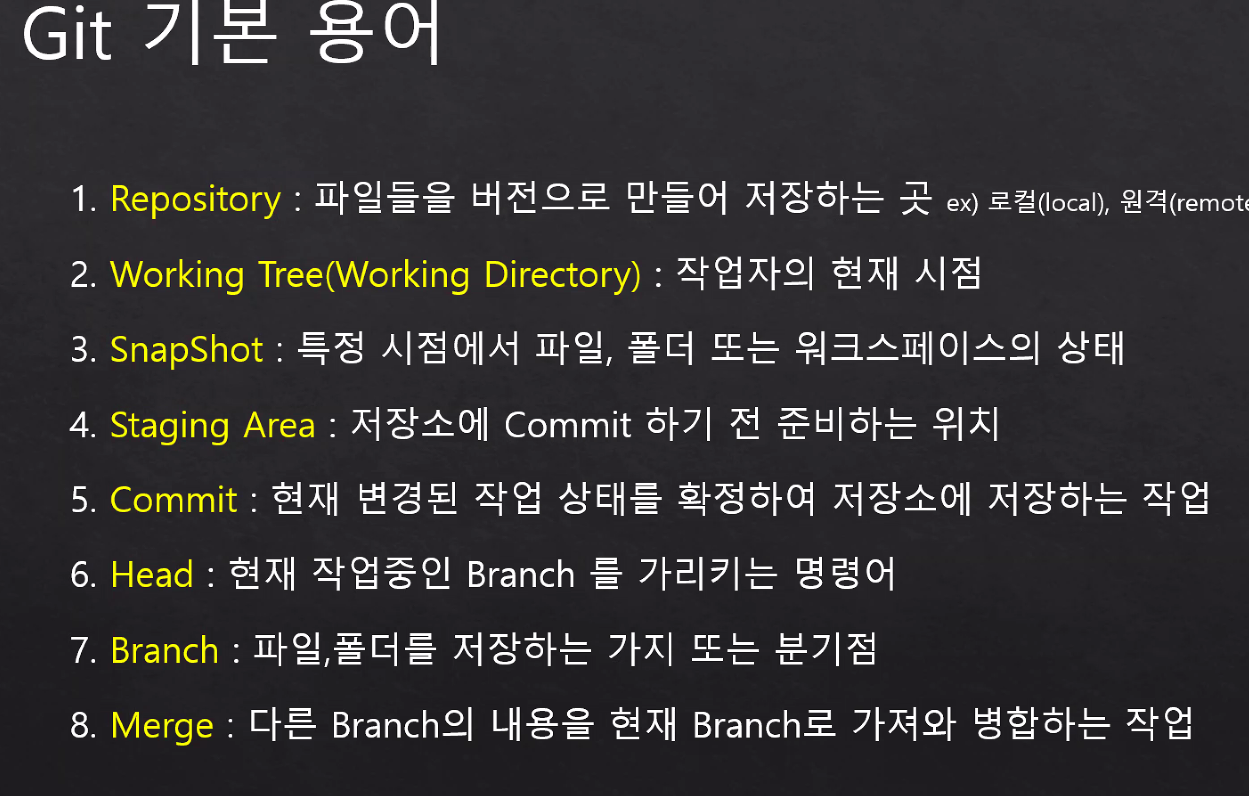 Git 기본 용어
1. Repository : 파일들을 버전으로 만들어 저장하는 곳 ex) 로컬(local), 원격(remote
2. Working Tree(Working Directory) : 작업자의 현재 시점
3. SnapShot : 특정 시점에서 파일, 폴더 또는 워크스페이스의 상태
4. Staging Area : 저장소에 Commit 하기 전 준비하는 위치
5. Commit : 현재 변경된 작업 상태를 확정하여 저장소에 저장하는 작업
6. Head : 현재 작업중인 Branch 를 가리키는 명령어
7. Branch : 파일,폴더를 저장하는 가지 또는 분기점
8. Merge : 다른 Branch의 내용을 현재 Branch로 가져와 병합하는 작업